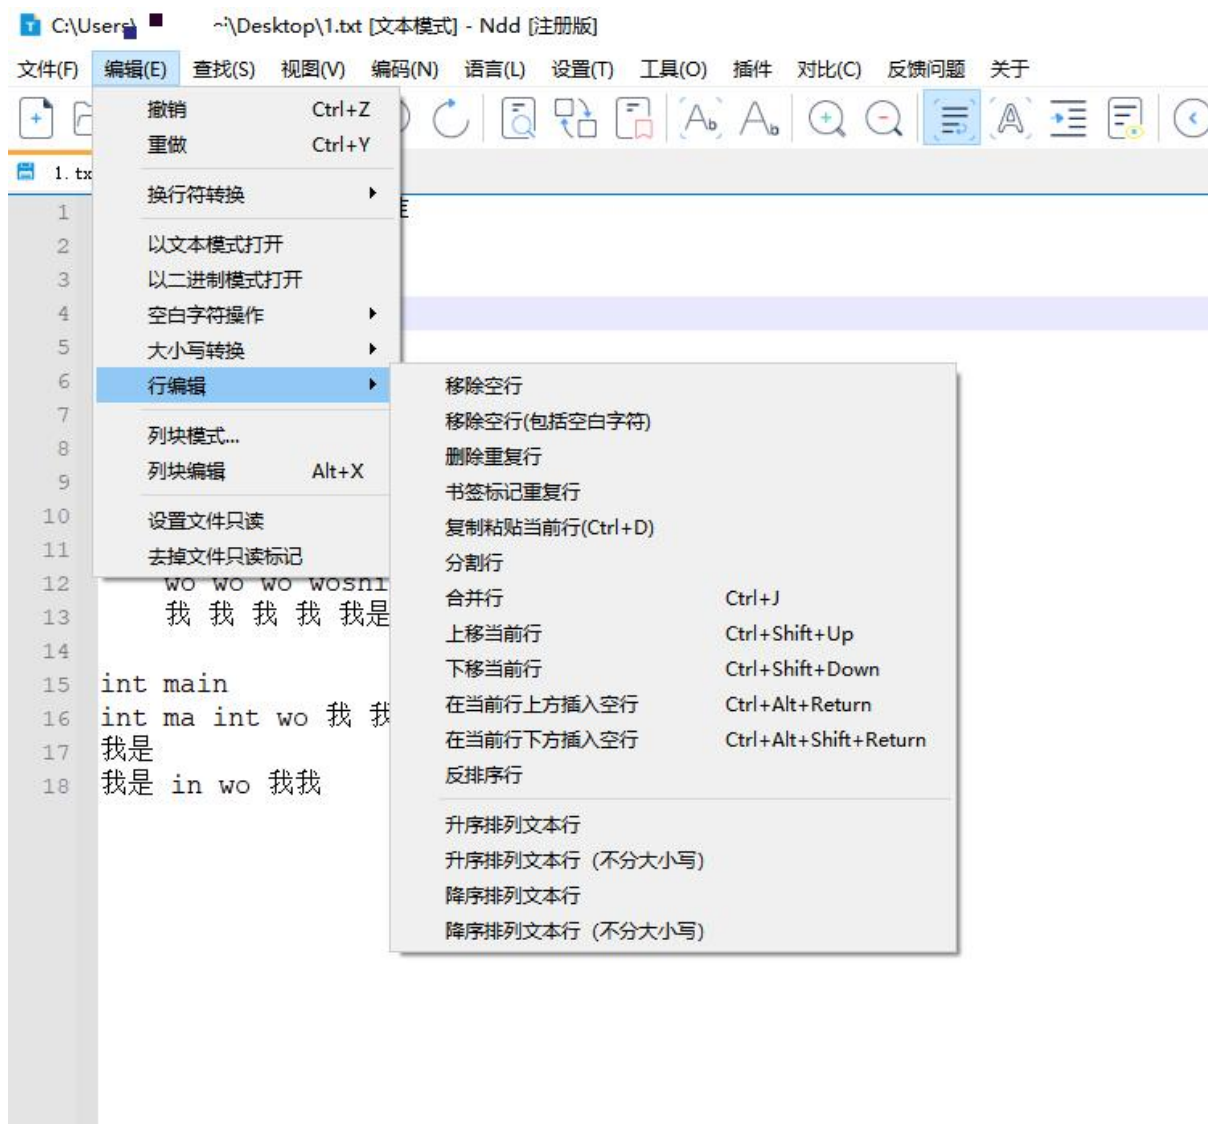 C:\Users\ \Desktop\1.txt [文本模式] - Ndd [注册版]
文件(F) 编辑(E) 查找(S) 视图(V) 编码(N) 语言(L) 设置(T) 工具(O) 插件 对比(C) 反馈问题 关于
撤销 Ctrl+Z
重做 Ctrl+Y
换行符转换
以文本模式打开
以二进制模式打开
空白字符操作
大小写转换
行编辑
列块模式...
列块编辑 Alt+X
设置文件只读
去掉文件只读标记
移除空行
移除空行(包括空白字符)
删除重复行
书签标记重复行
复制粘贴当前行(Ctrl+D)
分割行
合并行 Ctrl+J
上移当前行 Ctrl+Shift+Up
下移当前行 Ctrl+Shift+Down
在当前行上方插入空行 Ctrl+Alt+Return
在当前行下方插入空行 Ctrl+Alt+Shift+Return
反排序行
升序排列文本行
升序排列文本行 (不分大小写)
降序排列文本行
降序排列文本行 (不分大小写)
1. tx
1
2
3
4
5
6
7
8
9
10
11
12 wo wo wo woshi
13 我 我 我 我 我是
14
15 int main
16 int ma int wo 我 我
17 我是
18 我是 in wo 我我